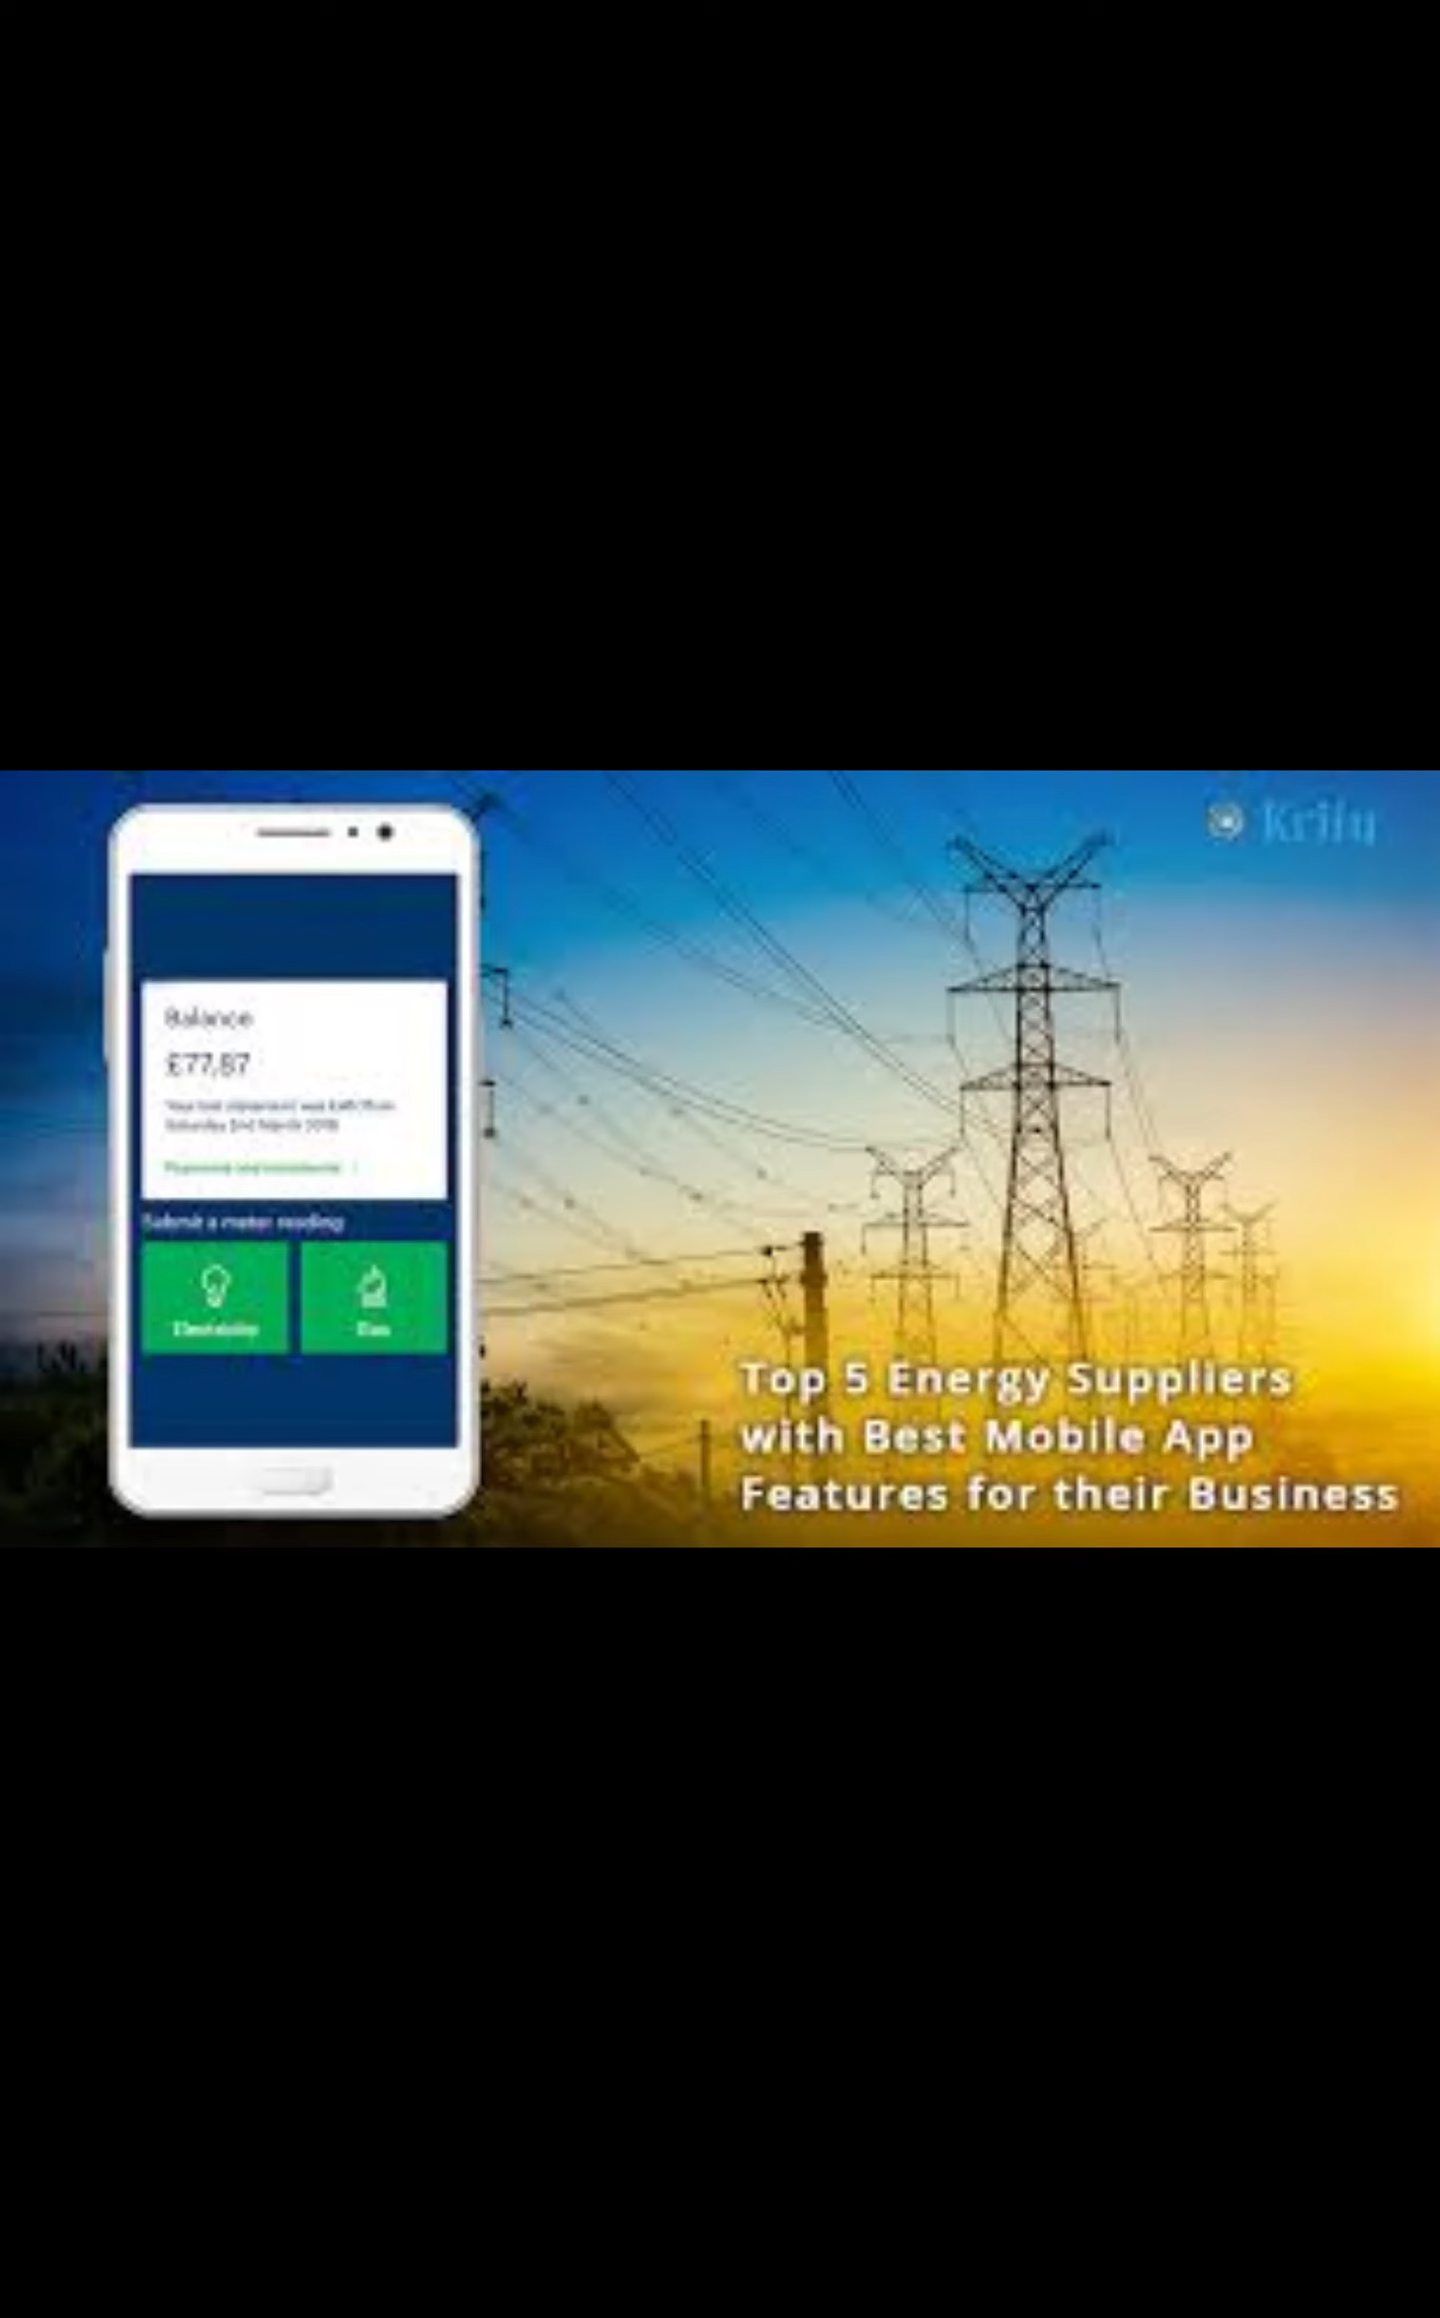 Krify
Balance
£77.87
Submit a meter reading
Electricity
Gas
Top 5 Energy Suppliers
with Best Mobile App
Features for their Business